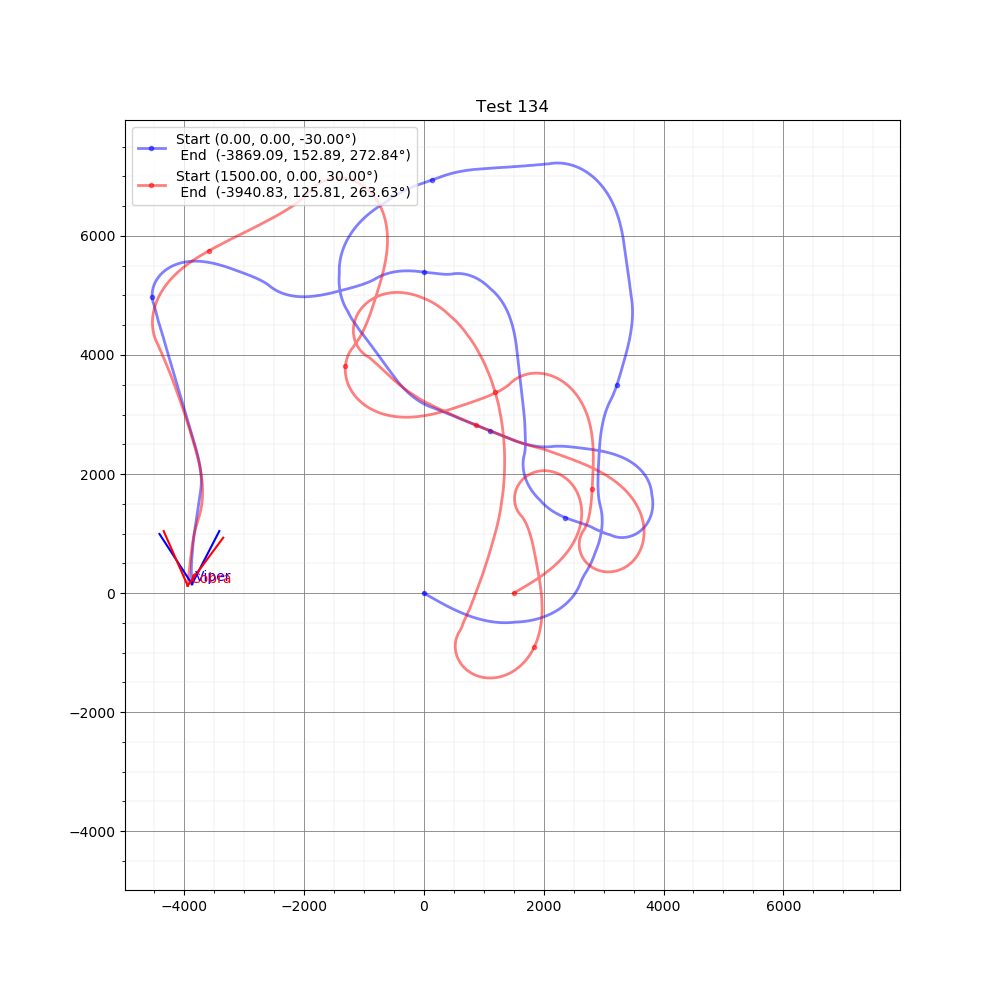 Test 134
Start (0.00, 0.00, -30.00°)
End (-3869.09, 152.89, 272.84°)
Start (1500.00, 0.00, 30.00°)
End (-3940.83, 125.81, 263.63°)
6000
4000
2000
0
−2000
−4000
Viper
Cobra
−4000 −2000 0 2000 4000 6000